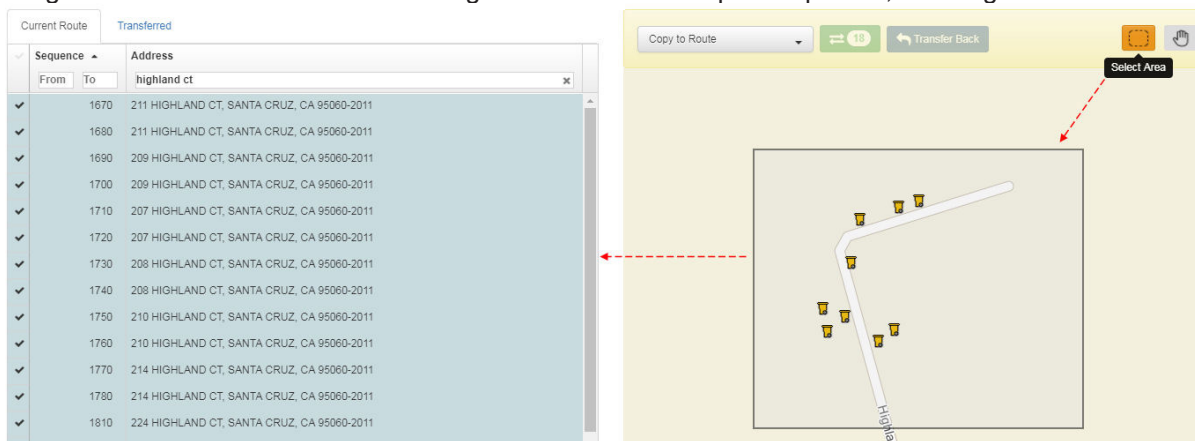 Current Route Transferred
Sequence Address
From To highland ct
1670 211 HIGHLAND CT, SANTA CRUZ, CA 95060-2011
1680 211 HIGHLAND CT, SANTA CRUZ, CA 95060-2011
1690 209 HIGHLAND CT, SANTA CRUZ, CA 95060-2011
1700 209 HIGHLAND CT, SANTA CRUZ, CA 95060-2011
1710 207 HIGHLAND CT, SANTA CRUZ, CA 95060-2011
1720 207 HIGHLAND CT, SANTA CRUZ, CA 95060-2011
1730 208 HIGHLAND CT, SANTA CRUZ, CA 95060-2011
1740 208 HIGHLAND CT, SANTA CRUZ, CA 95060-2011
1750 210 HIGHLAND CT, SANTA CRUZ, CA 95060-2011
1760 210 HIGHLAND CT, SANTA CRUZ, CA 95060-2011
1770 214 HIGHLAND CT, SANTA CRUZ, CA 95060-2011
1780 214 HIGHLAND CT, SANTA CRUZ, CA 95060-2011
1810 224 HIGHLAND CT, SANTA CRUZ, CA 95060-2011
Copy to Route 18 Transfer Back
Select Area
Highla